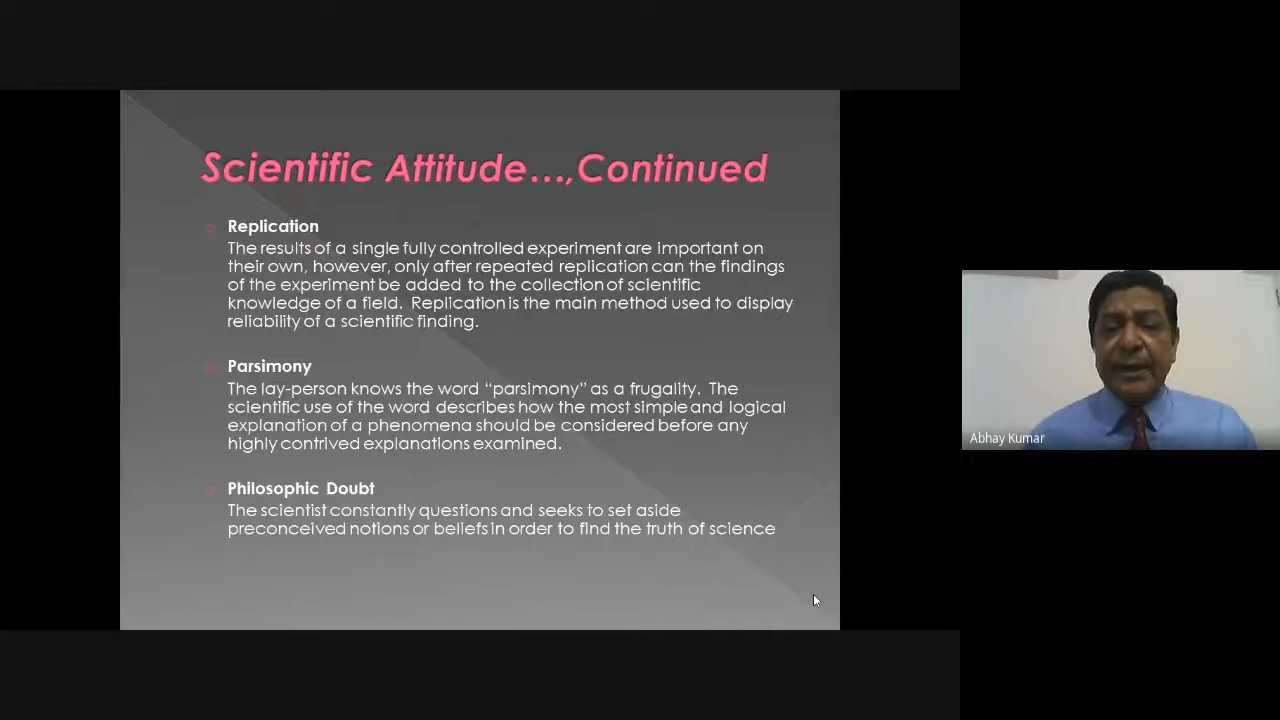 Scientific Attitude...,Continued
Replication
The results of a single fully controlled experiment are important on
their own, however, only after repeated replication can the findings
of the experiment be added to the collection of scientific
knowledge of a field.  Replication is the main method used to display
reliability of a scientific finding.
Parsimony
The lay-person knows the word “parsimony” as a frugality.  The
scientific use of the word describes how the most simple and logical
explanation of a phenomena should be considered before any
highly contrived explanations examined.
Philosophic Doubt
The scientist constantly questions and seeks to set aside
preconceived notions or beliefs in order to find the truth of science
Abhay Kumar